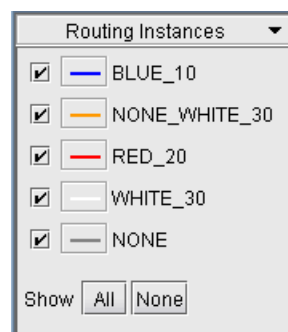 Routing Instances
BLUE_10
NONE_WHITE_30
RED_20
WHITE_30
NONE
Show All None